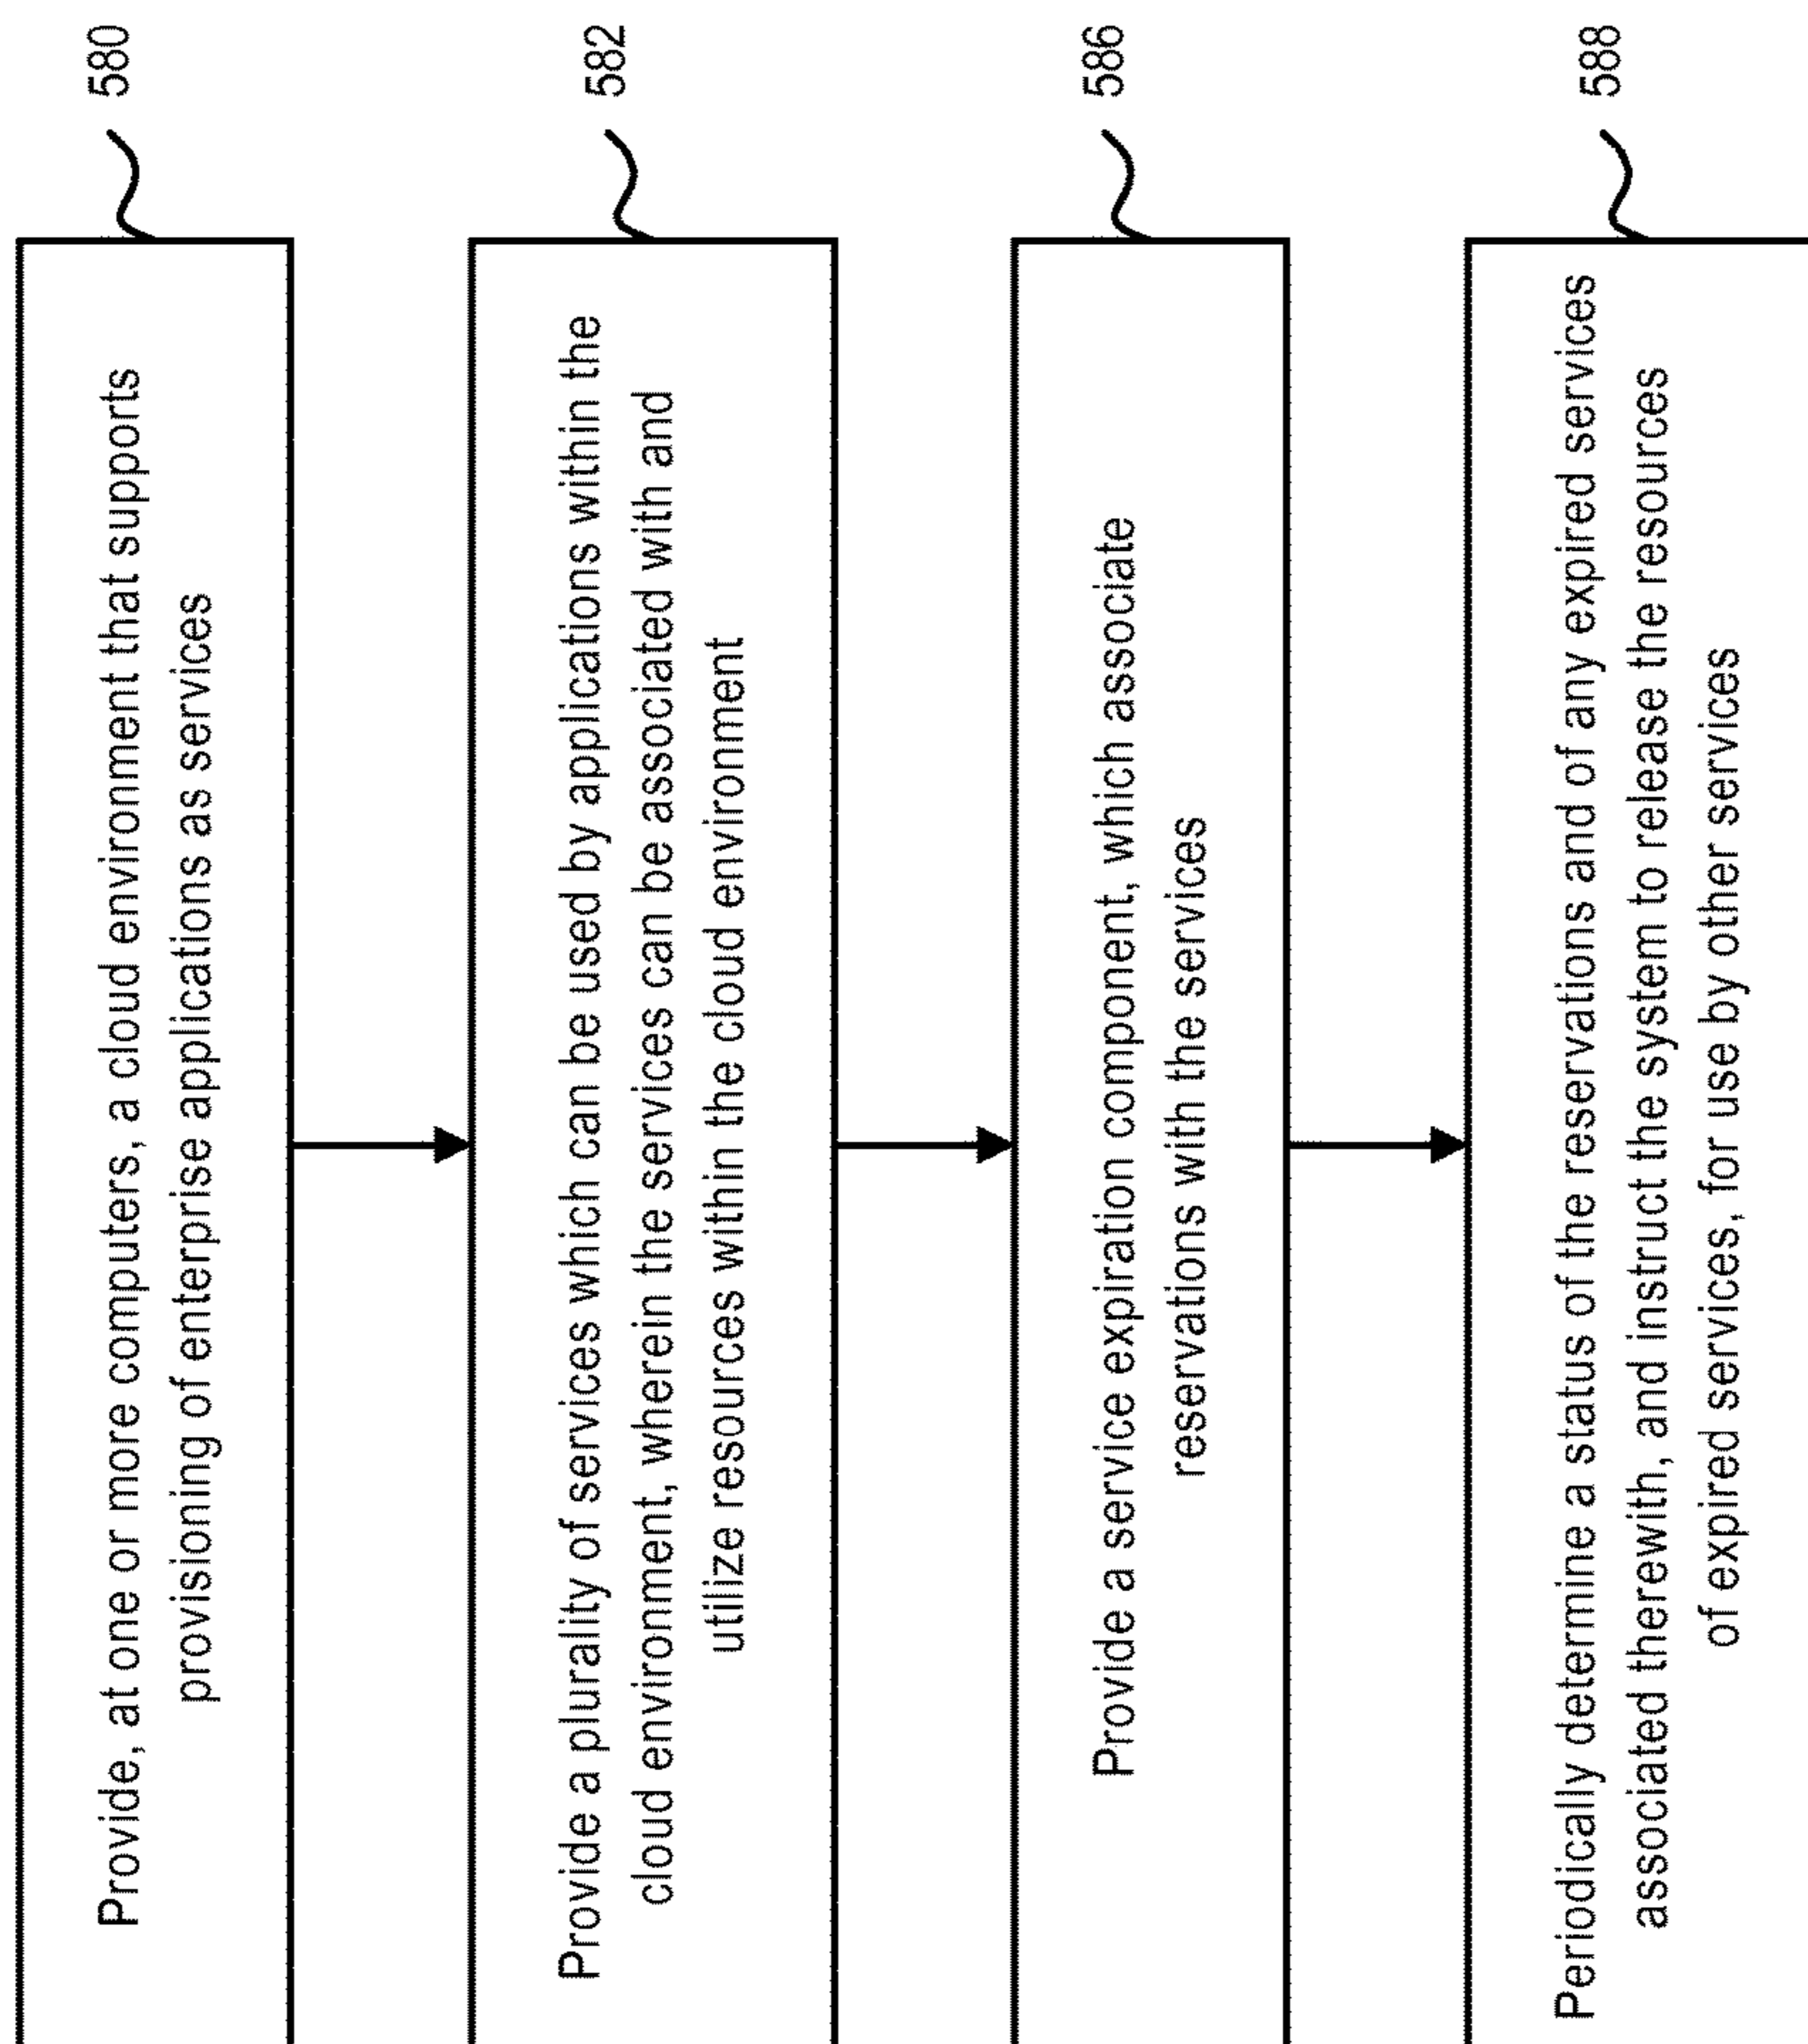 Provide, at one or more computers, a cloud environment that supports
provisioning of enterprise applications as services
580
Provide a plurality of services which can be used by applications within the
cloud environment, wherein the services can be associated with and
utilize resources within the cloud environment
582
Provide a service expiration component, which associate
reservations with the services
586
Periodically determine a status of the reservations and of any expired services
associated therewith, and instruct the system to release the resources
of expired services, for use by other services
588